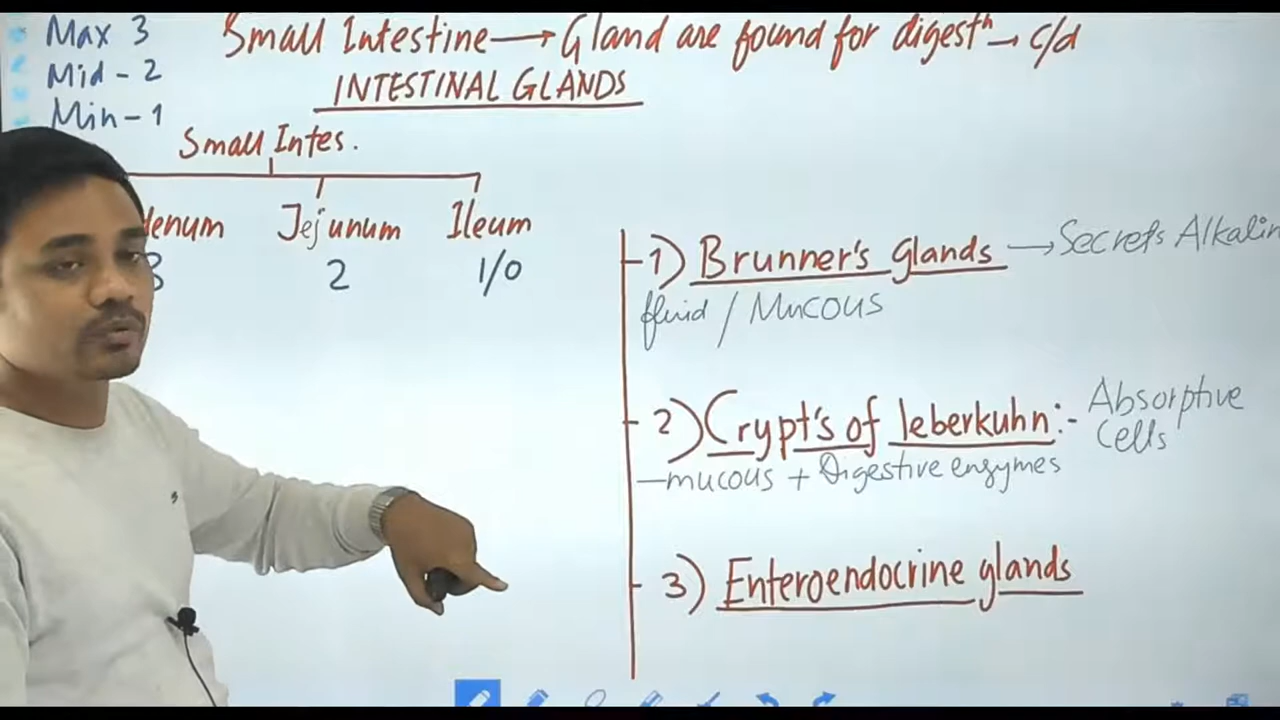 Max 3
Mid - 2
Min - 1
Small Intestine → Gland are found for digestⁿ → c/d
INTESTINAL GLANDS
Small Intes.
denum Jejunum Ileum
3 2 1/0
1) Brunner's glands → Secrets Alkalin
fluid / Mucous
2) Crypt's of leberkuhn :- Absorptive
Cells
- mucous + Digestive enzymes
3) Enteroendocrine glands